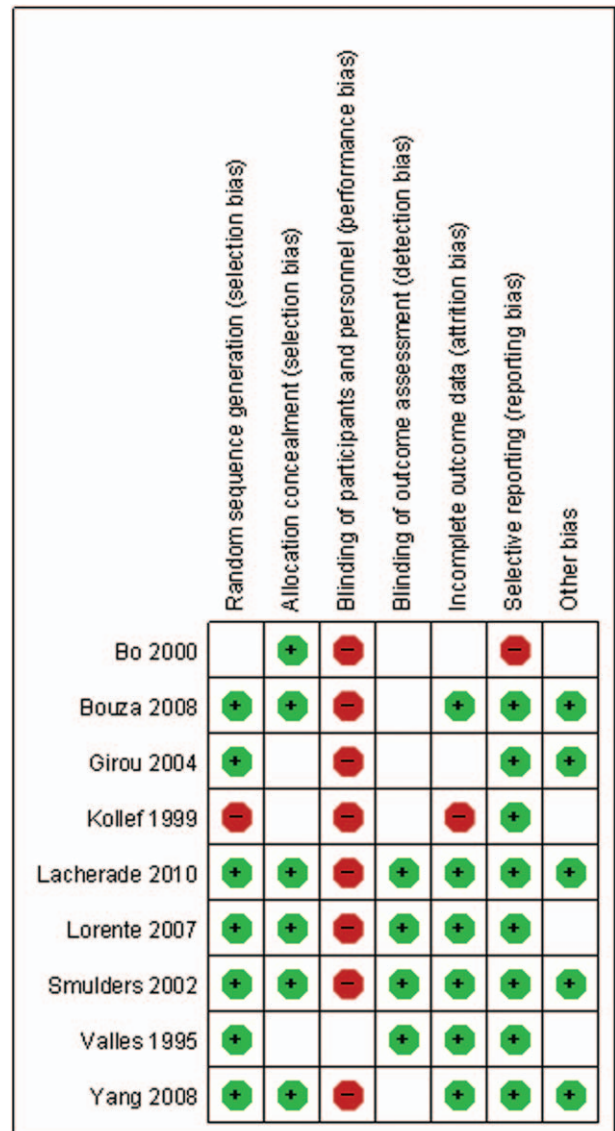 Random sequence generation (selection bias)
Allocation concealment (selection bias)
Blinding of participants and personnel (performance bias)
Blinding of outcome assessment (detection bias)
Incomplete outcome data (attrition bias)
Selective reporting (reporting bias)
Other bias
Bo 2000 + − −
Bouza 2008 + + − + + +
Girou 2004 + − + +
Kollef 1999 − − − +
Lacherade 2010 + + − + + + +
Lorente 2007 + + − + + +
Smulders 2002 + + − + + + +
Valles 1995 + + + +
Yang 2008 + + − + + +